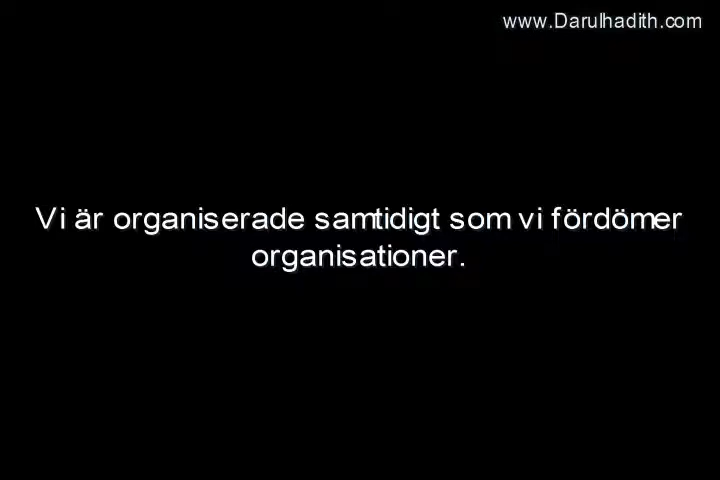 www.Darulhadith.com
Vi är organiserade samtidigt som vi fördömer
organisationer.